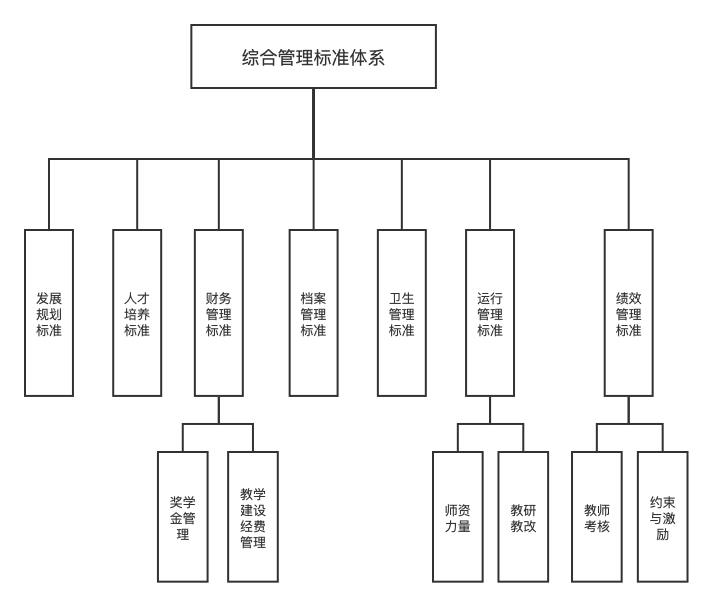 综合管理标准体系
发展
规划
标准
人才
培养
标准
财务
管理
标准
档案
管理
标准
卫生
管理
标准
运行
管理
标准
绩效
管理
标准
奖学
金管
理
教学
建设
经费
管理
师资
力量
教研
教改
教师
考核
约束
与激
励